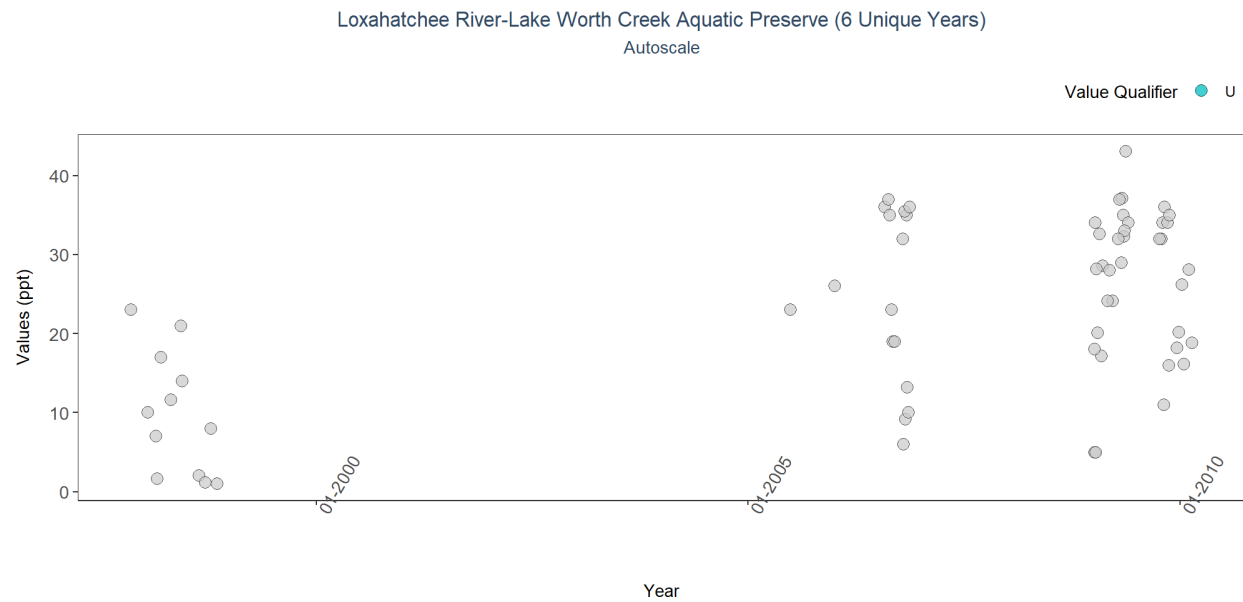 Loxahatchee River-Lake Worth Creek Aquatic Preserve (6 Unique Years)
Autoscale
Value Qualifier U
Values (ppt)
40
30
20
10
0
01-2000
01-2005
01-2010
Year